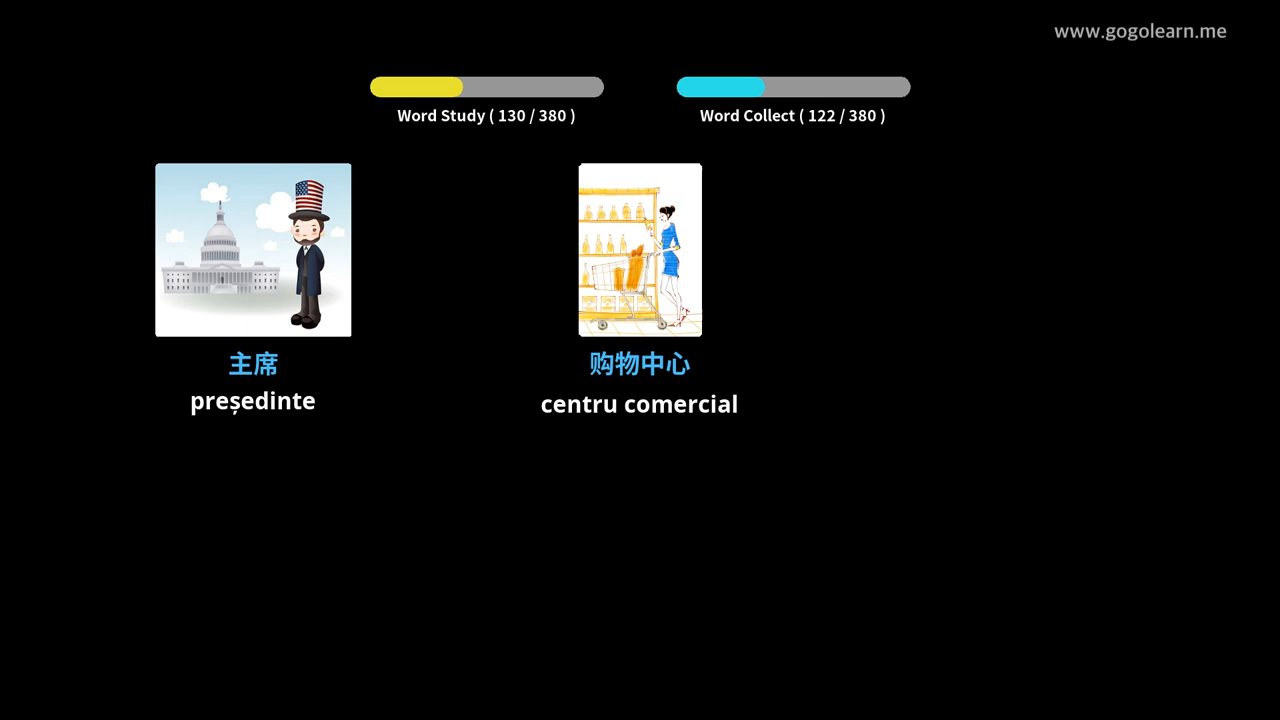 www.gogolearn.me
Word Study ( 130 / 380 )
Word Collect ( 122 / 380 )
主席
购物中心
președinte
centru comercial